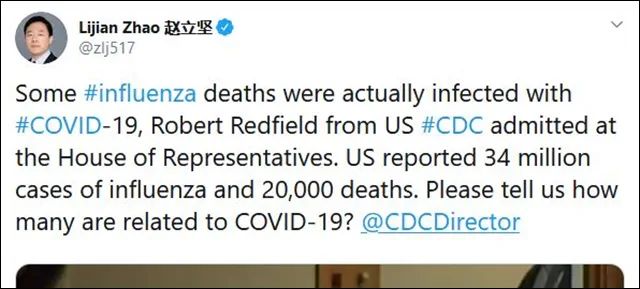 Lijian Zhao 赵立坚
@zlj517
Some #influenza deaths were actually infected with
#COVID-19, Robert Redfield from US #CDC admitted at
the House of Representatives. US reported 34 million
cases of influenza and 20,000 deaths. Please tell us how
many are related to COVID-19? @CDCDirector